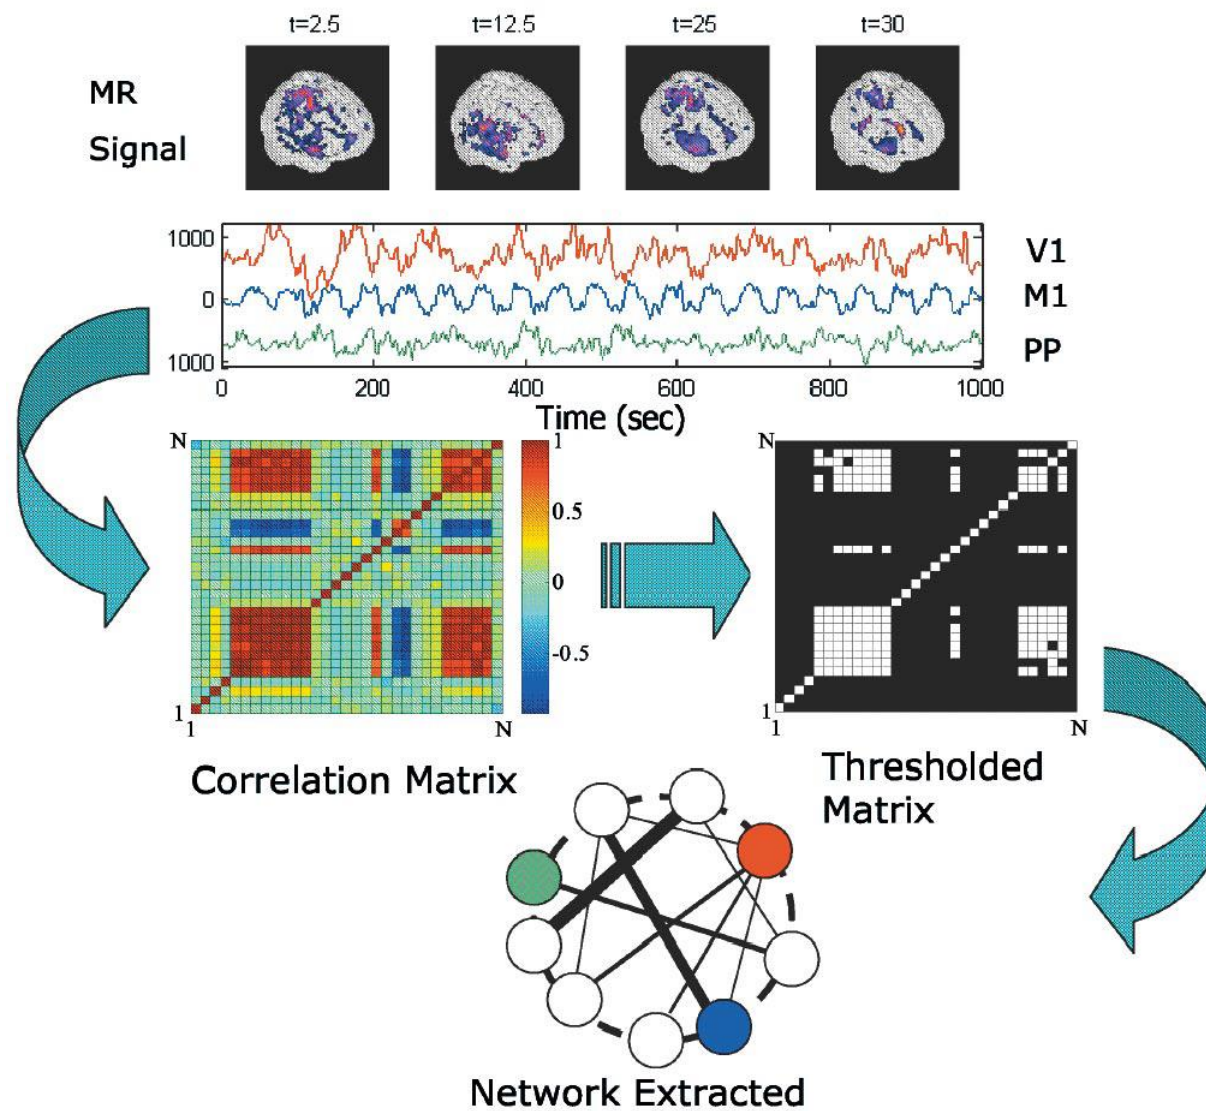 t=2.5 t=12.5 t=25 t=30
MR
Signal
1000
0
1000
V1
M1
PP
0 200 400 600 800 1000
Time (sec)
N
1
0.5
0
-0.5
1
1 N
N
1
1 N
Correlation Matrix
Thresholded
Matrix
Network Extracted